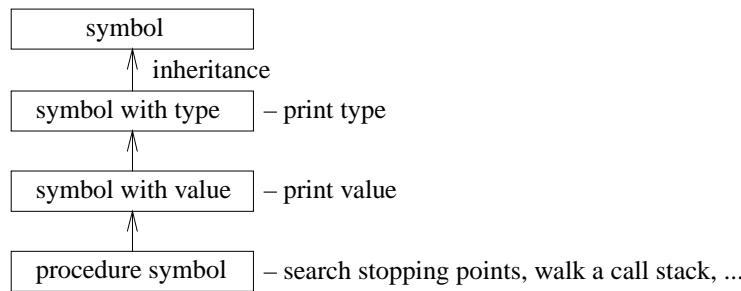 symbol
inheritance
symbol with type – print type
symbol with value – print value
procedure symbol – search stopping points, walk a call stack, ...